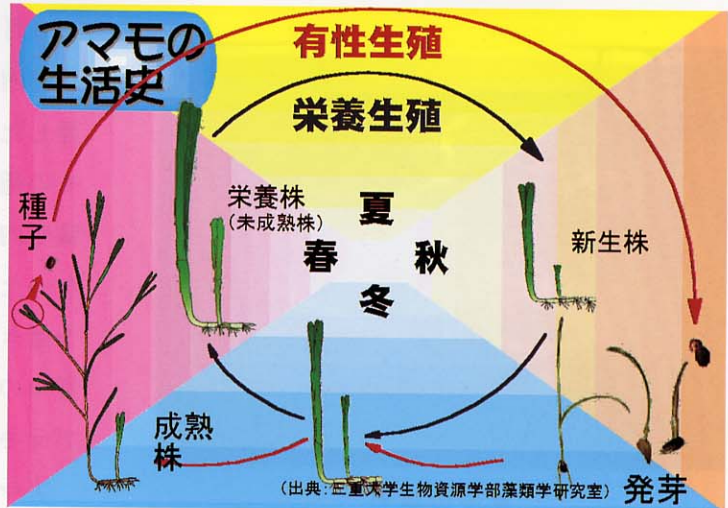 アマモの
生活史
有性生殖
栄養生殖
種子
栄養株
(未成熟株)
夏
春 秋
冬
新生株
成熟
株
(出典:三重大学生物資源学部藻類学研究室)
発芽